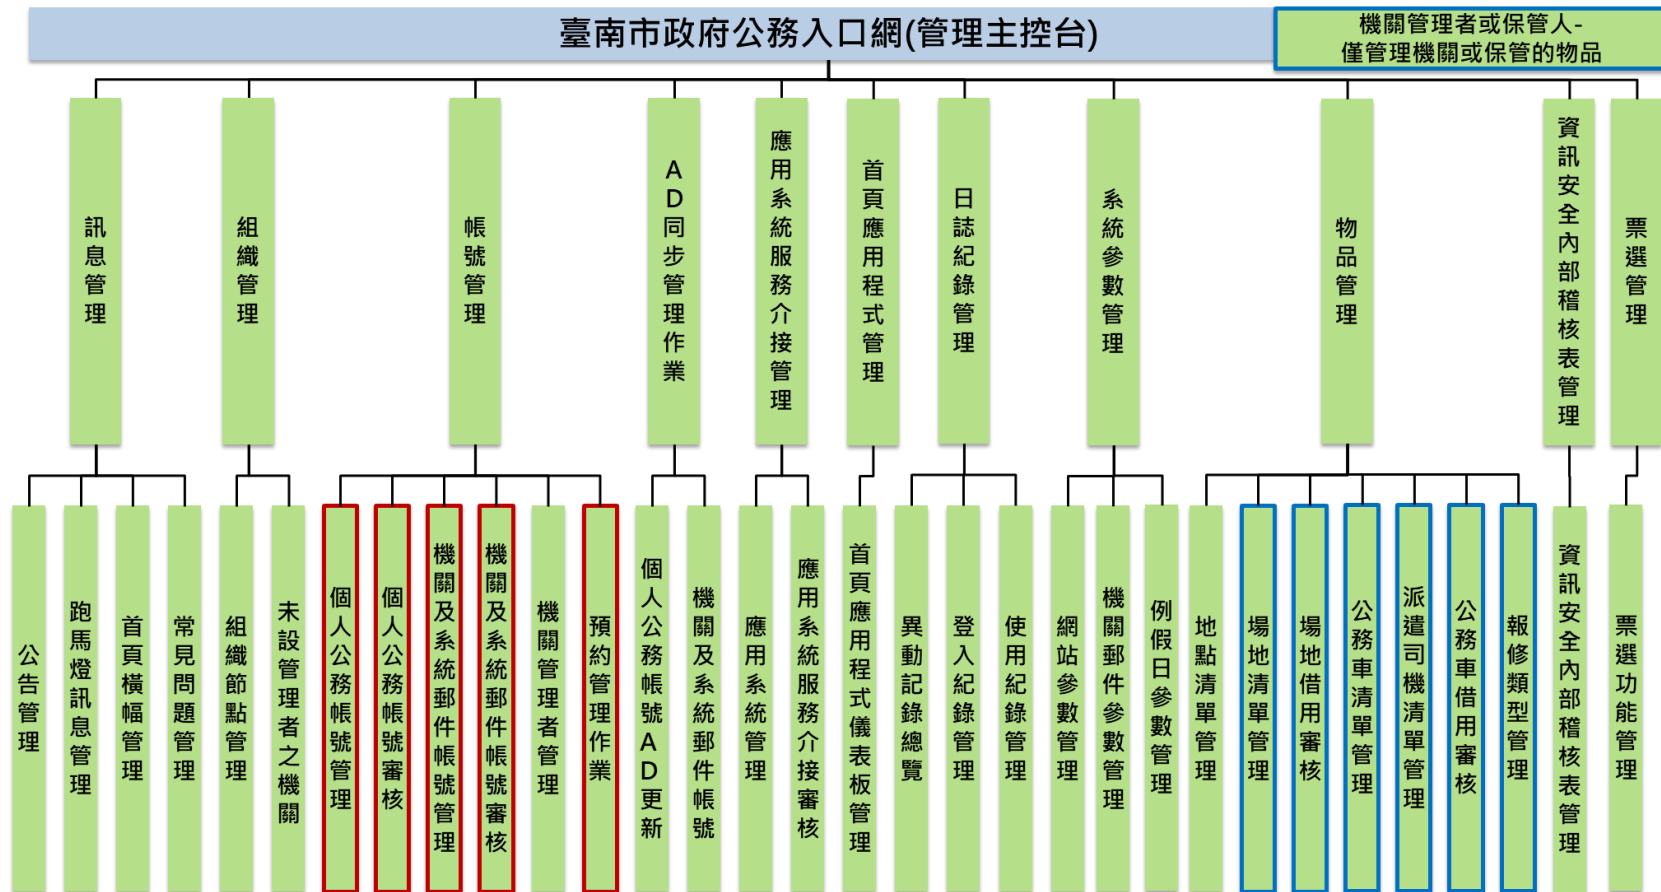 臺南市政府公務入口網(管理主控台)
機關管理者或保管人-
僅管理機關或保管的物品
訊息管理
組織管理
帳號管理
AD同步管理作業
應用系統服務介接管理
首頁應用程式管理
日誌紀錄管理
系統參數管理
物品管理
資訊安全內部稽核表管理
票選管理
公告管理
跑馬燈訊息管理
首頁橫幅管理
常見問題管理
組織節點管理
未設管理者之機關
個人公務帳號管理
個人公務帳號審核
機關及系統郵件帳號管理
機關及系統郵件帳號審核
機關管理者管理
預約管理作業
個人公務帳號AD更新
機關及系統郵件帳號
應用系統管理
應用系統服務介接審核
首頁應用程式儀表板管理
異動記錄總覽
登入紀錄管理
使用紀錄管理
網站參數管理
機關郵件參數管理
例假日參數管理
地點清單管理
場地清單管理
場地借用審核
公務車清單管理
派遣司機清單管理
公務車借用審核
報修類型管理
資訊安全內部稽核表管理
票選功能管理